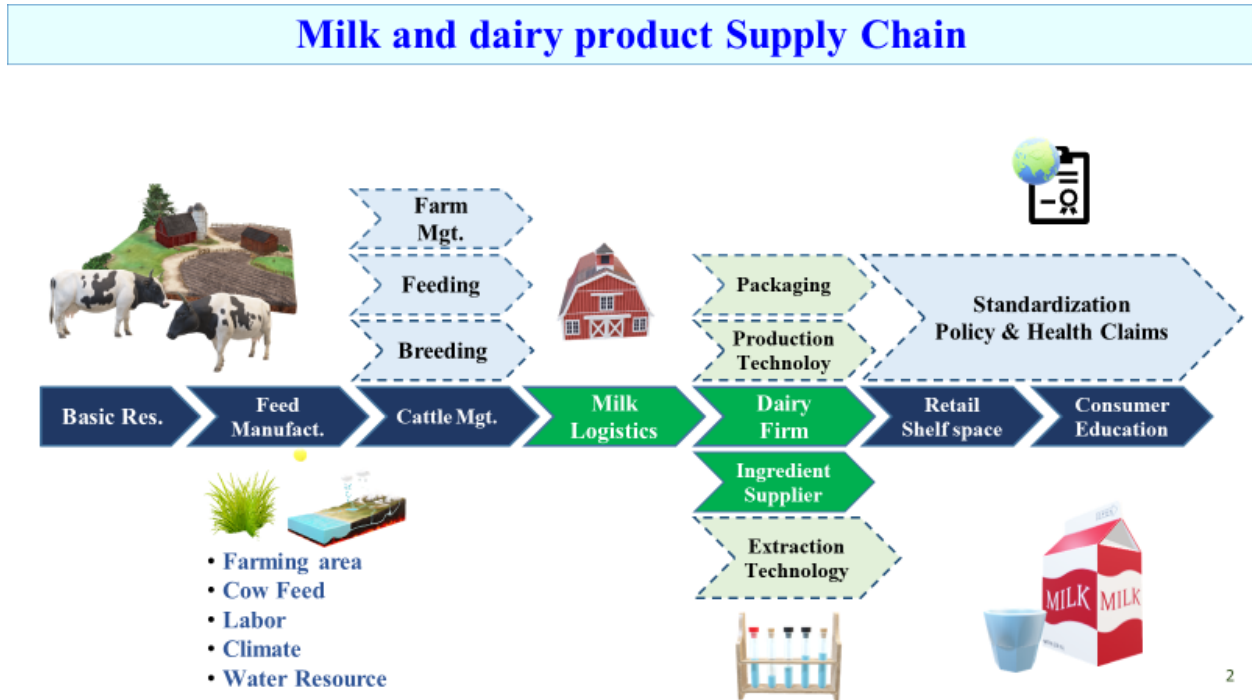 Milk and dairy product Supply Chain
Farm
Mgt.
Feeding
Breeding
Packaging
Production
Technoloy
Standardization
Policy & Health Claims
Basic Res.
Feed
Manufact.
Cattle Mgt.
Milk
Logistics
Dairy
Firm
Retail
Shelf space
Consumer
Education
Ingredient
Supplier
Extraction
Technology
• Farming area
• Cow Feed
• Labor
• Climate
• Water Resource
MILK
MILK
2